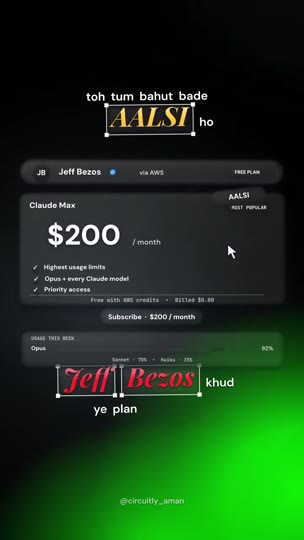 toh tum bahut bade
AALSI ho
JB Jeff Bezos via AWS FREE PLAN
AALSI
Claude Max MOST POPULAR
$200 / month
✓ Highest usage limits
✓ Opus + every Claude model
✓ Priority access
Free with AWS credits • Billed $0.00
Subscribe · $200 / month
USAGE THIS WEEK
Opus 92%
Sonnet · 78% • Haiku · 35%
Jeff Bezos khud
ye plan
@circuitly_aman